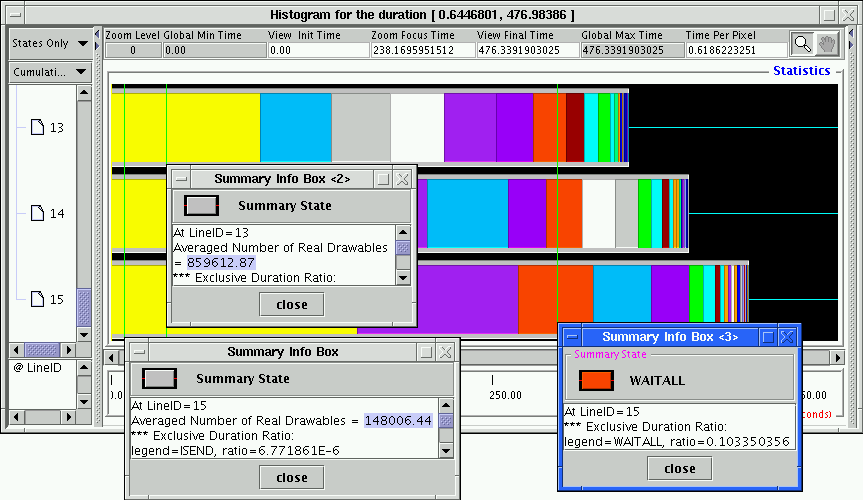 Histogram for the duration [ 0.6446801, 476.98386 ]
States Only
Zoom Level Global Min Time View Init Time Zoom Focus Time View Final Time Global Max Time Time Per Pixel
0 0.00 0.00 238.1695951512 476.3391903025 476.3391903025 0.6186223251
Cumulati...
Statistics
13
14
15
@ LineID
Summary Info Box <2>
Summary State
At LineID=13
Averaged Number of Real Drawables
= 859612.87
*** Exclusive Duration Ratio:
close
Summary Info Box
Summary State
At LineID=15
Averaged Number of Real Drawables = 148006.44
*** Exclusive Duration Ratio:
legend=ISEND, ratio=6.771861E-6
close
250.00
Summary Info Box <3>
Summary State
WAITALL
At LineID=15
*** Exclusive Duration Ratio:
legend=WAITALL, ratio=0.103350356
close